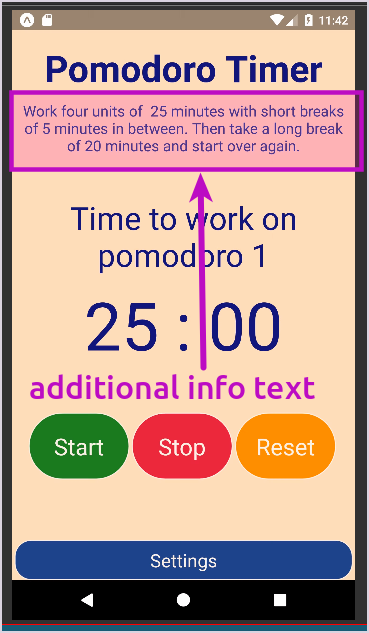 11:42
Pomodoro Timer
Work four units of  25 minutes with short breaks
of 5 minutes in between. Then take a long break
of 20 minutes and start over again.
Time to work on
pomodoro 1
25 : 00
additional info text
Start Stop Reset
Settings